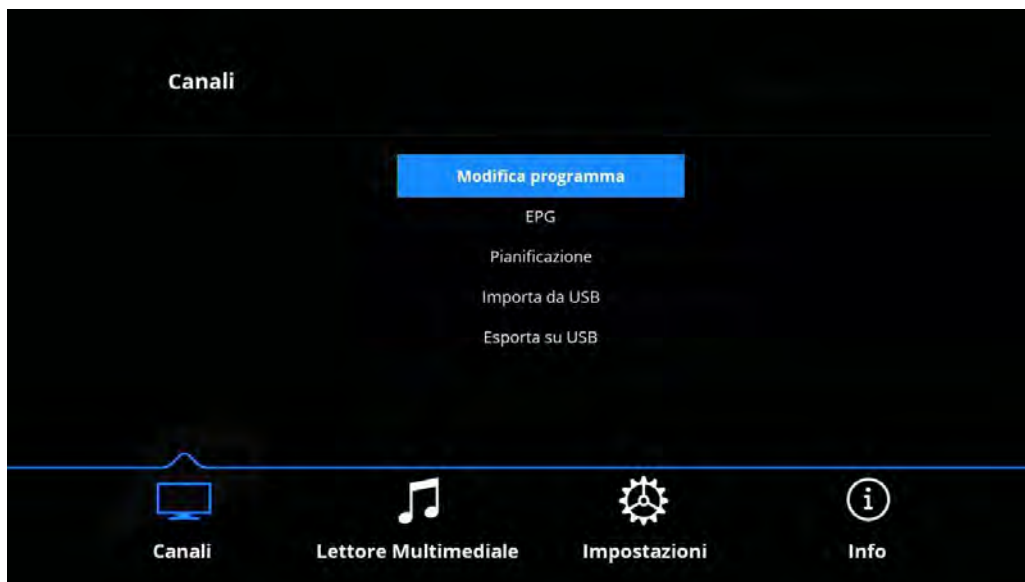 Canali
Modifica programma
EPG
Pianificazione
Importa da USB
Esporta su USB
Canali
Lettore Multimediale
Impostazioni
Info